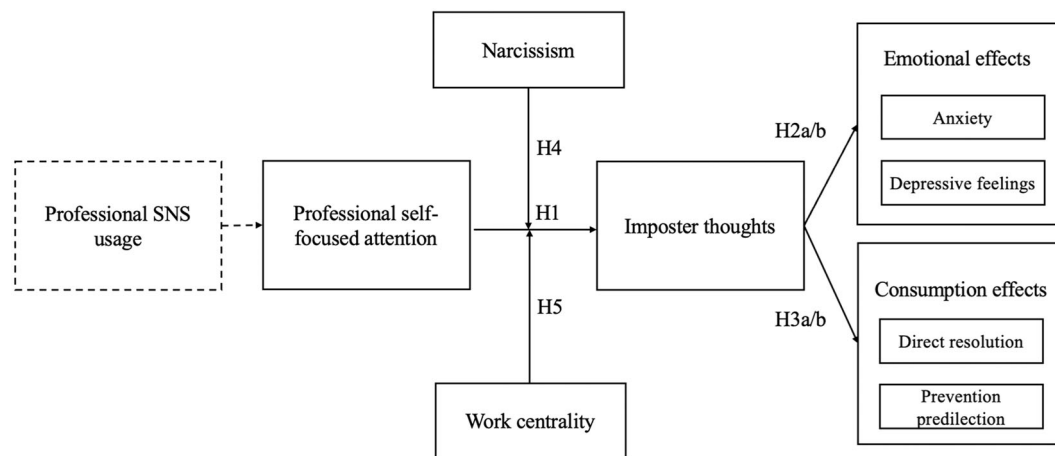 Narcissism
Emotional effects
Anxiety
H2a/b
H4
Depressive feelings
Professional SNS
usage
Professional self-
focused attention
H1
Imposter thoughts
Consumption effects
H5
H3a/b
Direct resolution
Prevention
predilection
Work centrality